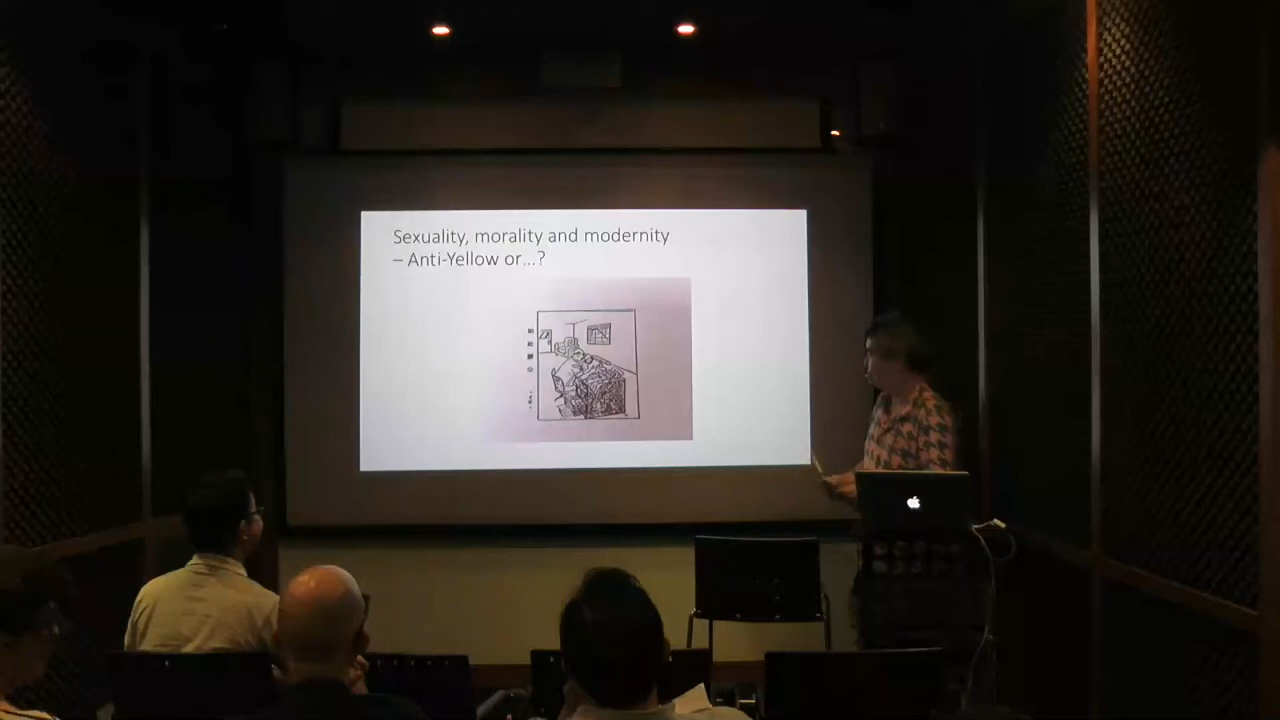 Sexuality, morality and modernity
– Anti-Yellow or...?